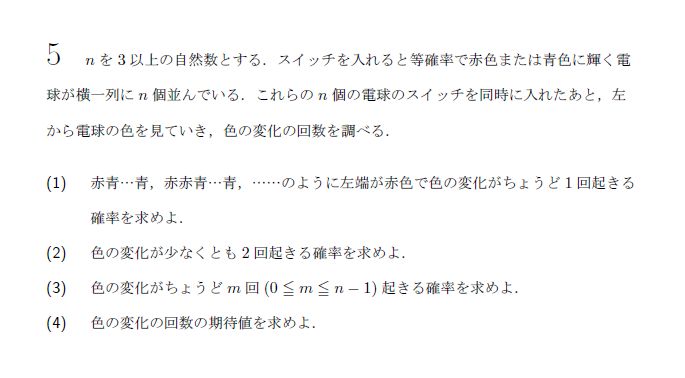 5 nを3以上の自然数とする．スイッチを入れると等確率で赤色または青色に輝く電
球が横一列にn個並んでいる．これらのn個の電球のスイッチを同時に入れたあと，左
から電球の色を見ていき，色の変化の回数を調べる．
(1) 赤青…青，赤赤青…青，……のように左端が赤色で色の変化がちょうど1回起きる
確率を求めよ．
(2) 色の変化が少なくとも2回起きる確率を求めよ．
(3) 色の変化がちょうどm回 (0 ≦ m ≦ n − 1) 起きる確率を求めよ．
(4) 色の変化の回数の期待値を求めよ．